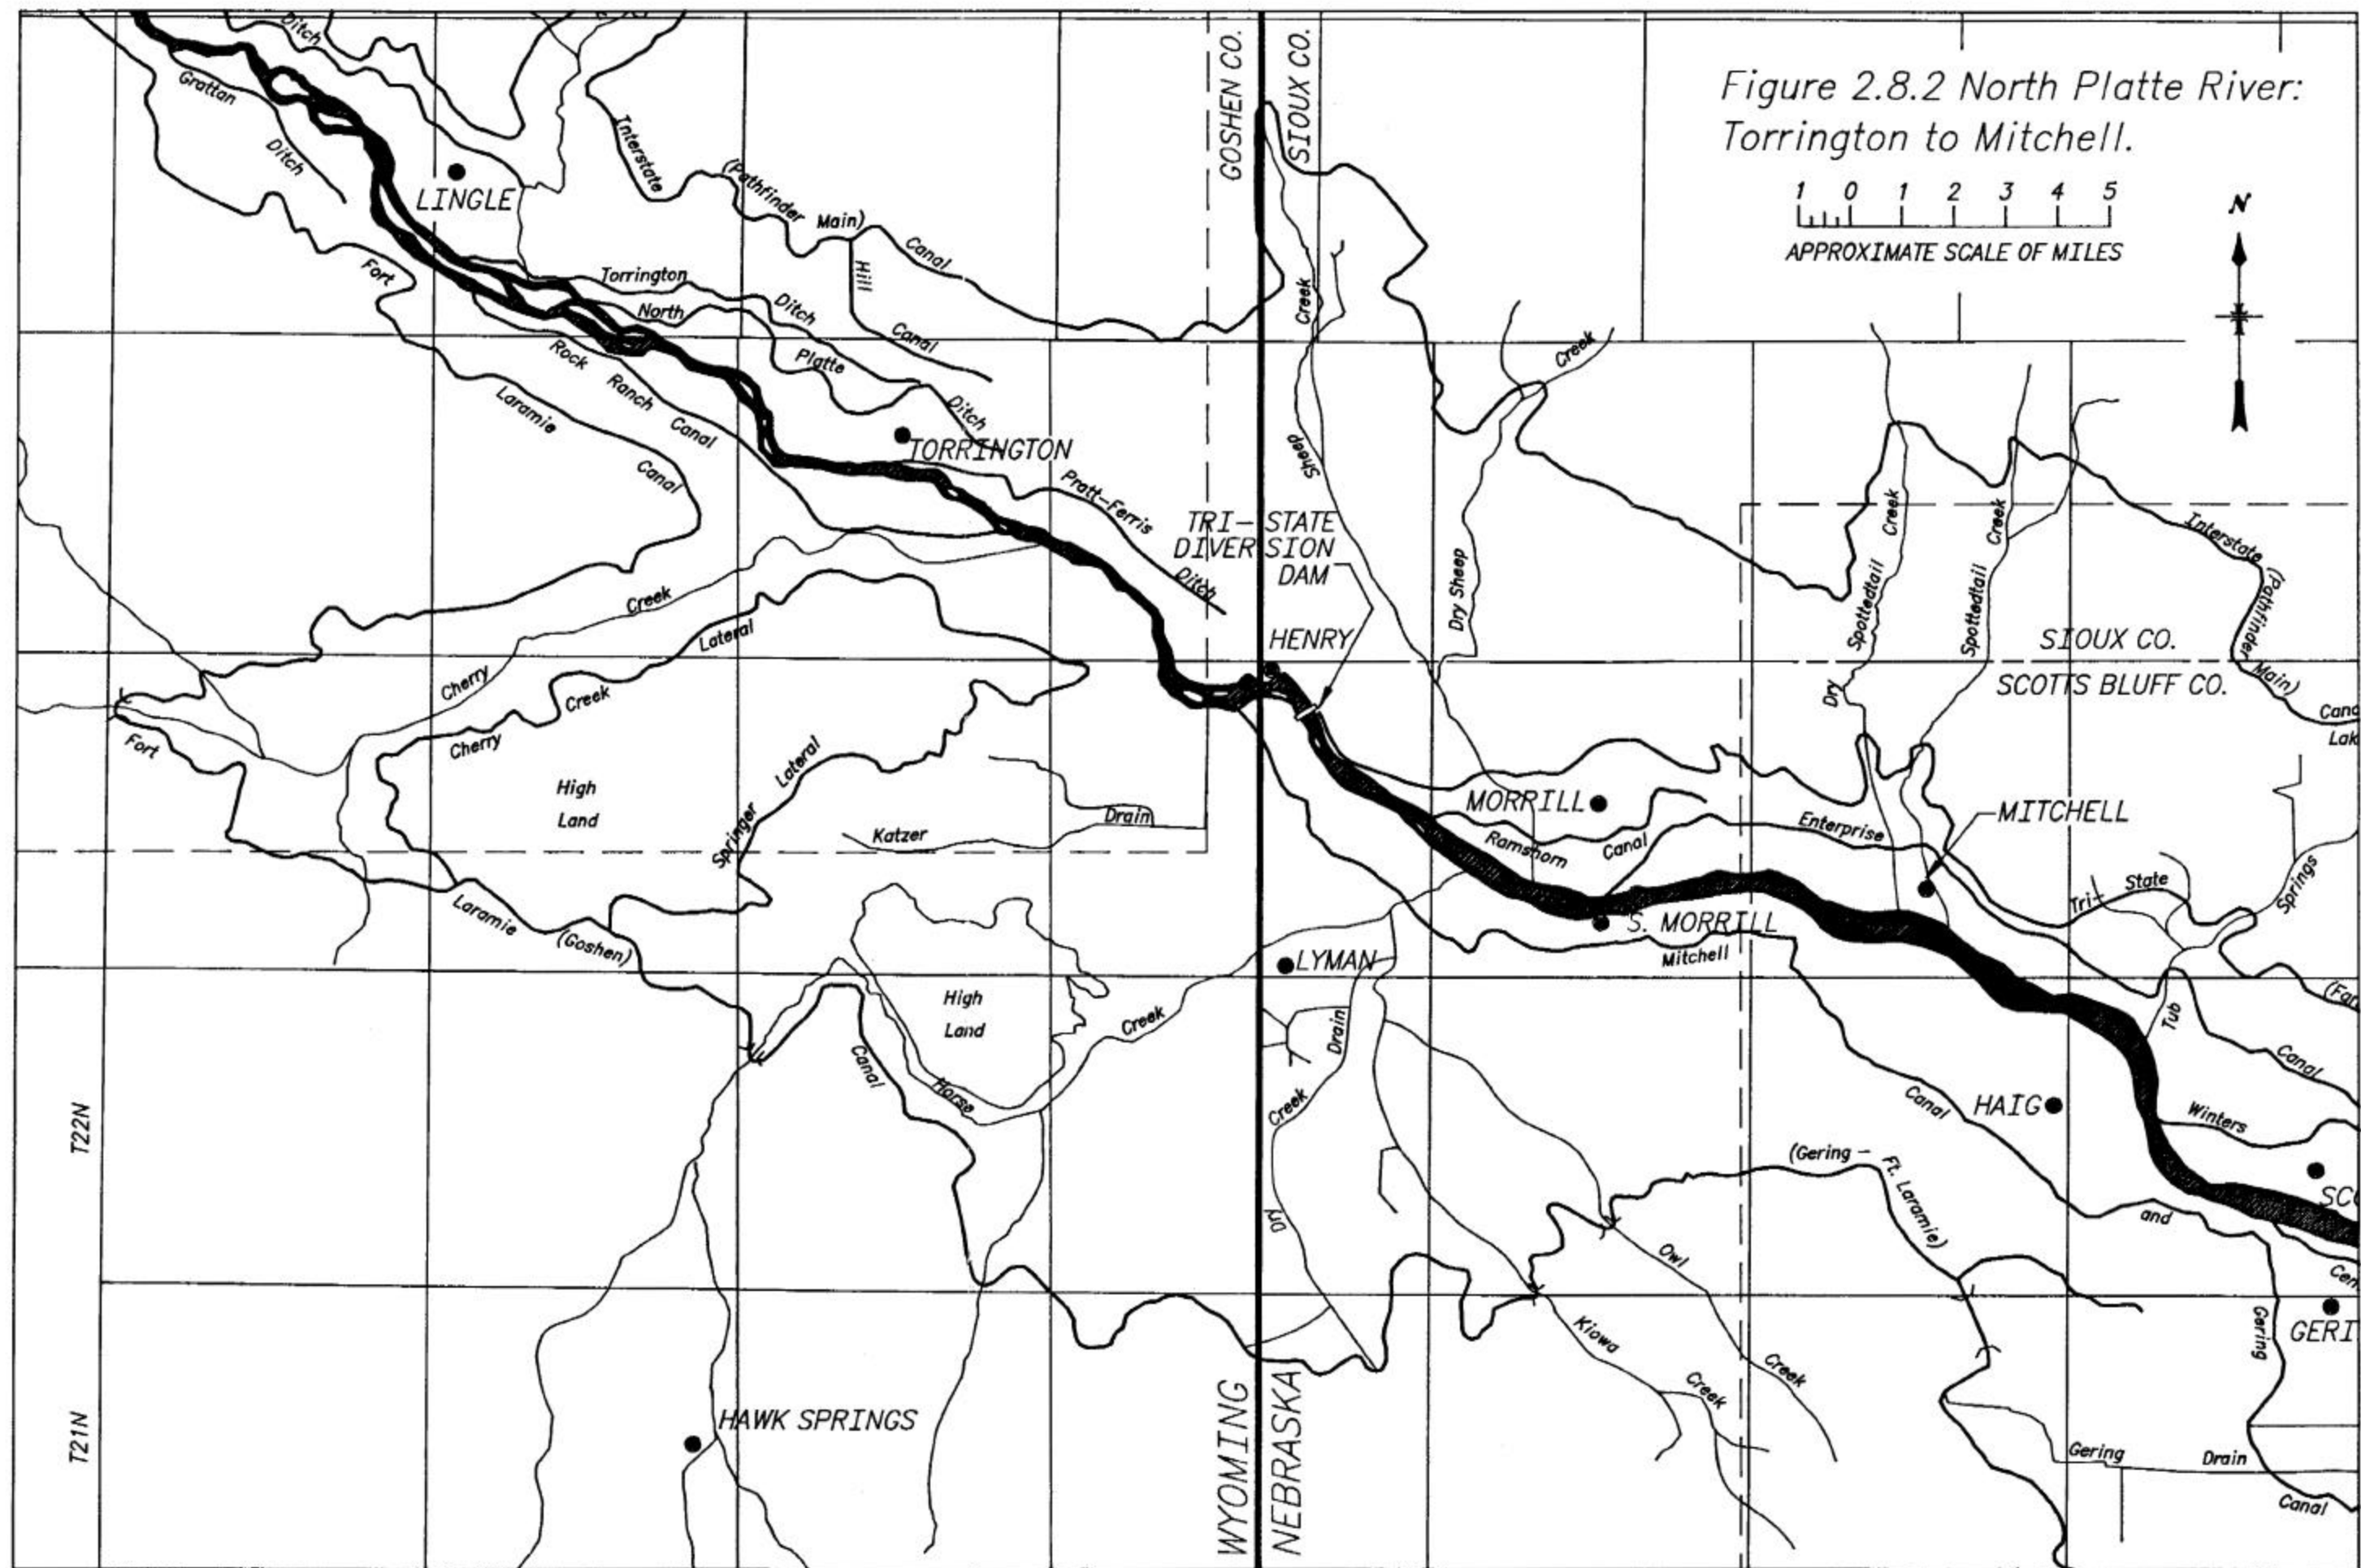 Figure 2.8.2 North Platte River:
Torrington to Mitchell.
1 0 1 2 3 4 5
APPROXIMATE SCALE OF MILES
N
GOSHEN CO.
SIOUX CO.
Ditch
Grattan
Ditch
LINGLE
Interstate
(Pathfinder
Main)
Canal
Hill
Canal
Fort
Laramie
Canal
Torrington
Ditch
North
Platte
Ditch
Rock
Ranch
Canal
TORRINGTON
Pratt-Ferris
Ditch
Creek
Sheep
Creek
Dry Sheep
TRI-STATE
DIVERSION
DAM
HENRY
Creek
Spottedtail
Dry
Creek
Spottedtail
Interstate
(Pathfinder
Main)
SIOUX CO.
SCOTTS BLUFF CO.
Cana
Lak
Creek
Cherry
Lateral
Creek
Cherry
Fort
High
Land
Lateral
Springer
Katzer
Drain
Laramie
(Goshen)
Canal
High
Land
Horse
Creek
MORRILL
Ramshorn
Canal
Enterprise
MITCHELL
Tri-
State
Springs
S. MORRILL
Mitchell
LYMAN
Drain
Creek
Dry
Tub
(Far
Canal
Canal
HAIG
Winters
SCO
and
(Gering -
Ft. Laramie)
Owl
Creek
Kiowa
Creek
Cen
Gering
GERI
Gering
Drain
Canal
HAWK SPRINGS
T22N
T21N
WYOMING
NEBRASKA